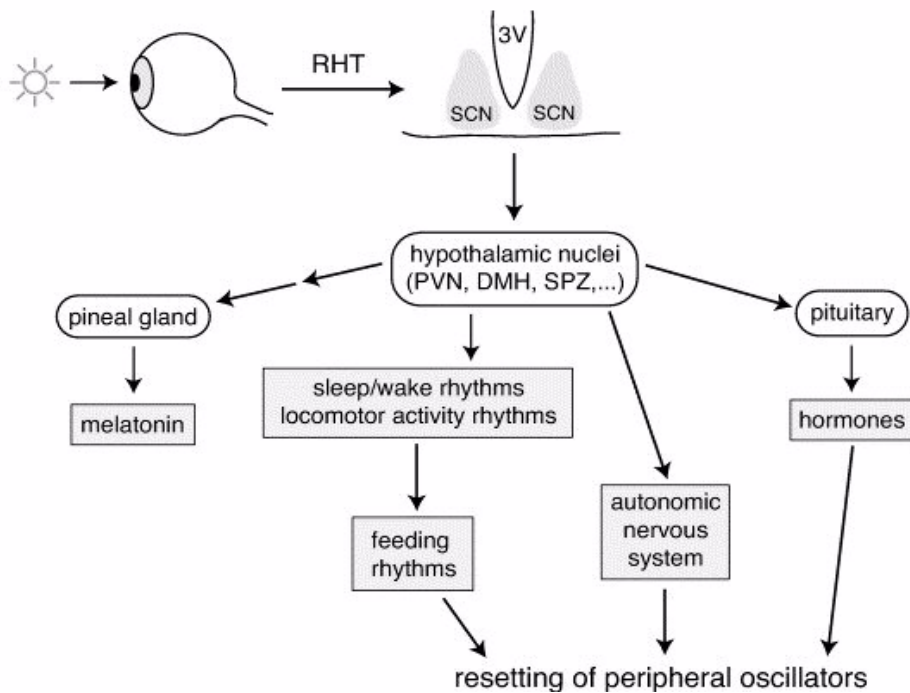 3V
RHT
SCN
SCN
hypothalamic nuclei
(PVN, DMH, SPZ,...)
pineal gland
pituitary
sleep/wake rhythms
locomotor activity rhythms
melatonin
hormones
autonomic
nervous
system
feeding
rhythms
resetting of peripheral oscillators